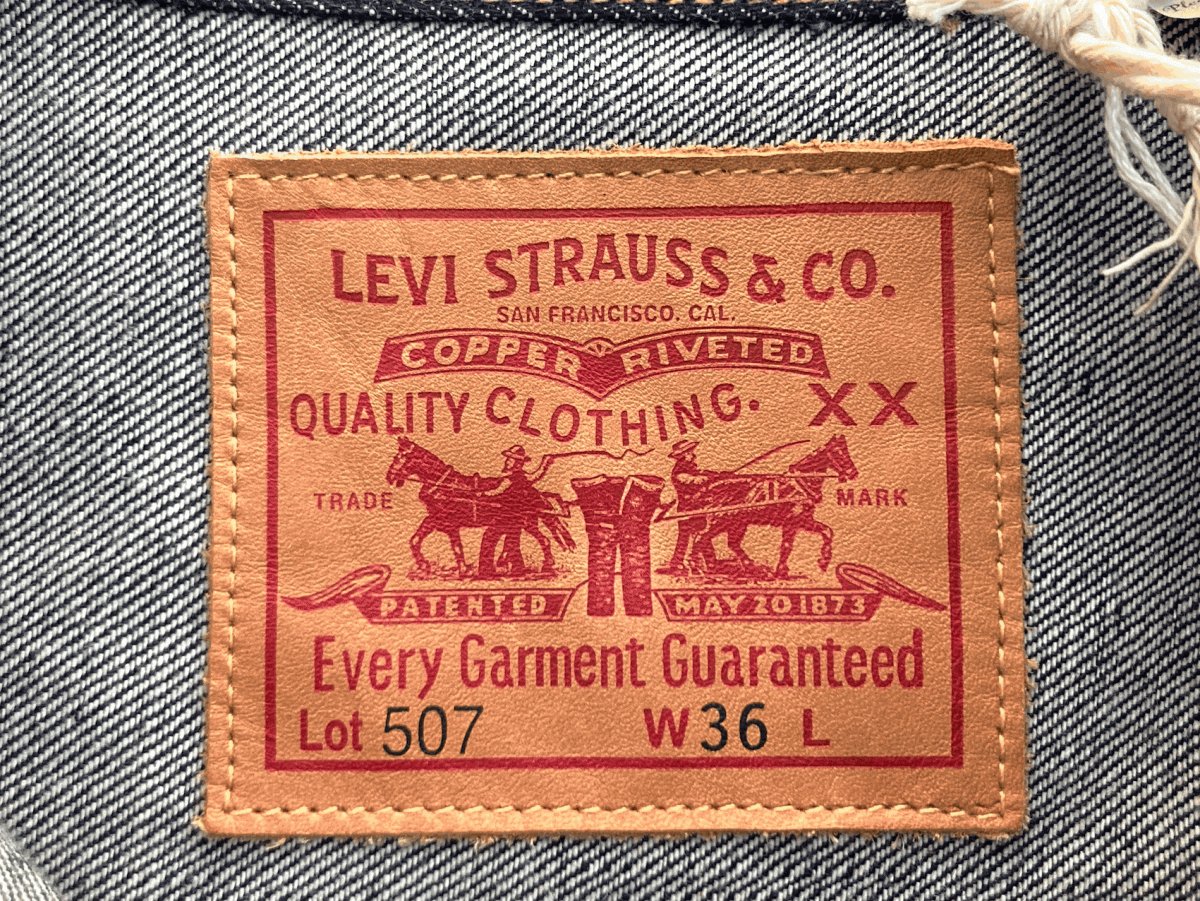 LEVI STRAUSS & CO.
SAN FRANCISCO. CAL.
COPPER RIVETED
QUALITY CLOTHING. XX
TRADE MARK
PATENTED MAY 20 1873
Every Garment Guaranteed
Lot 507 W 36 L